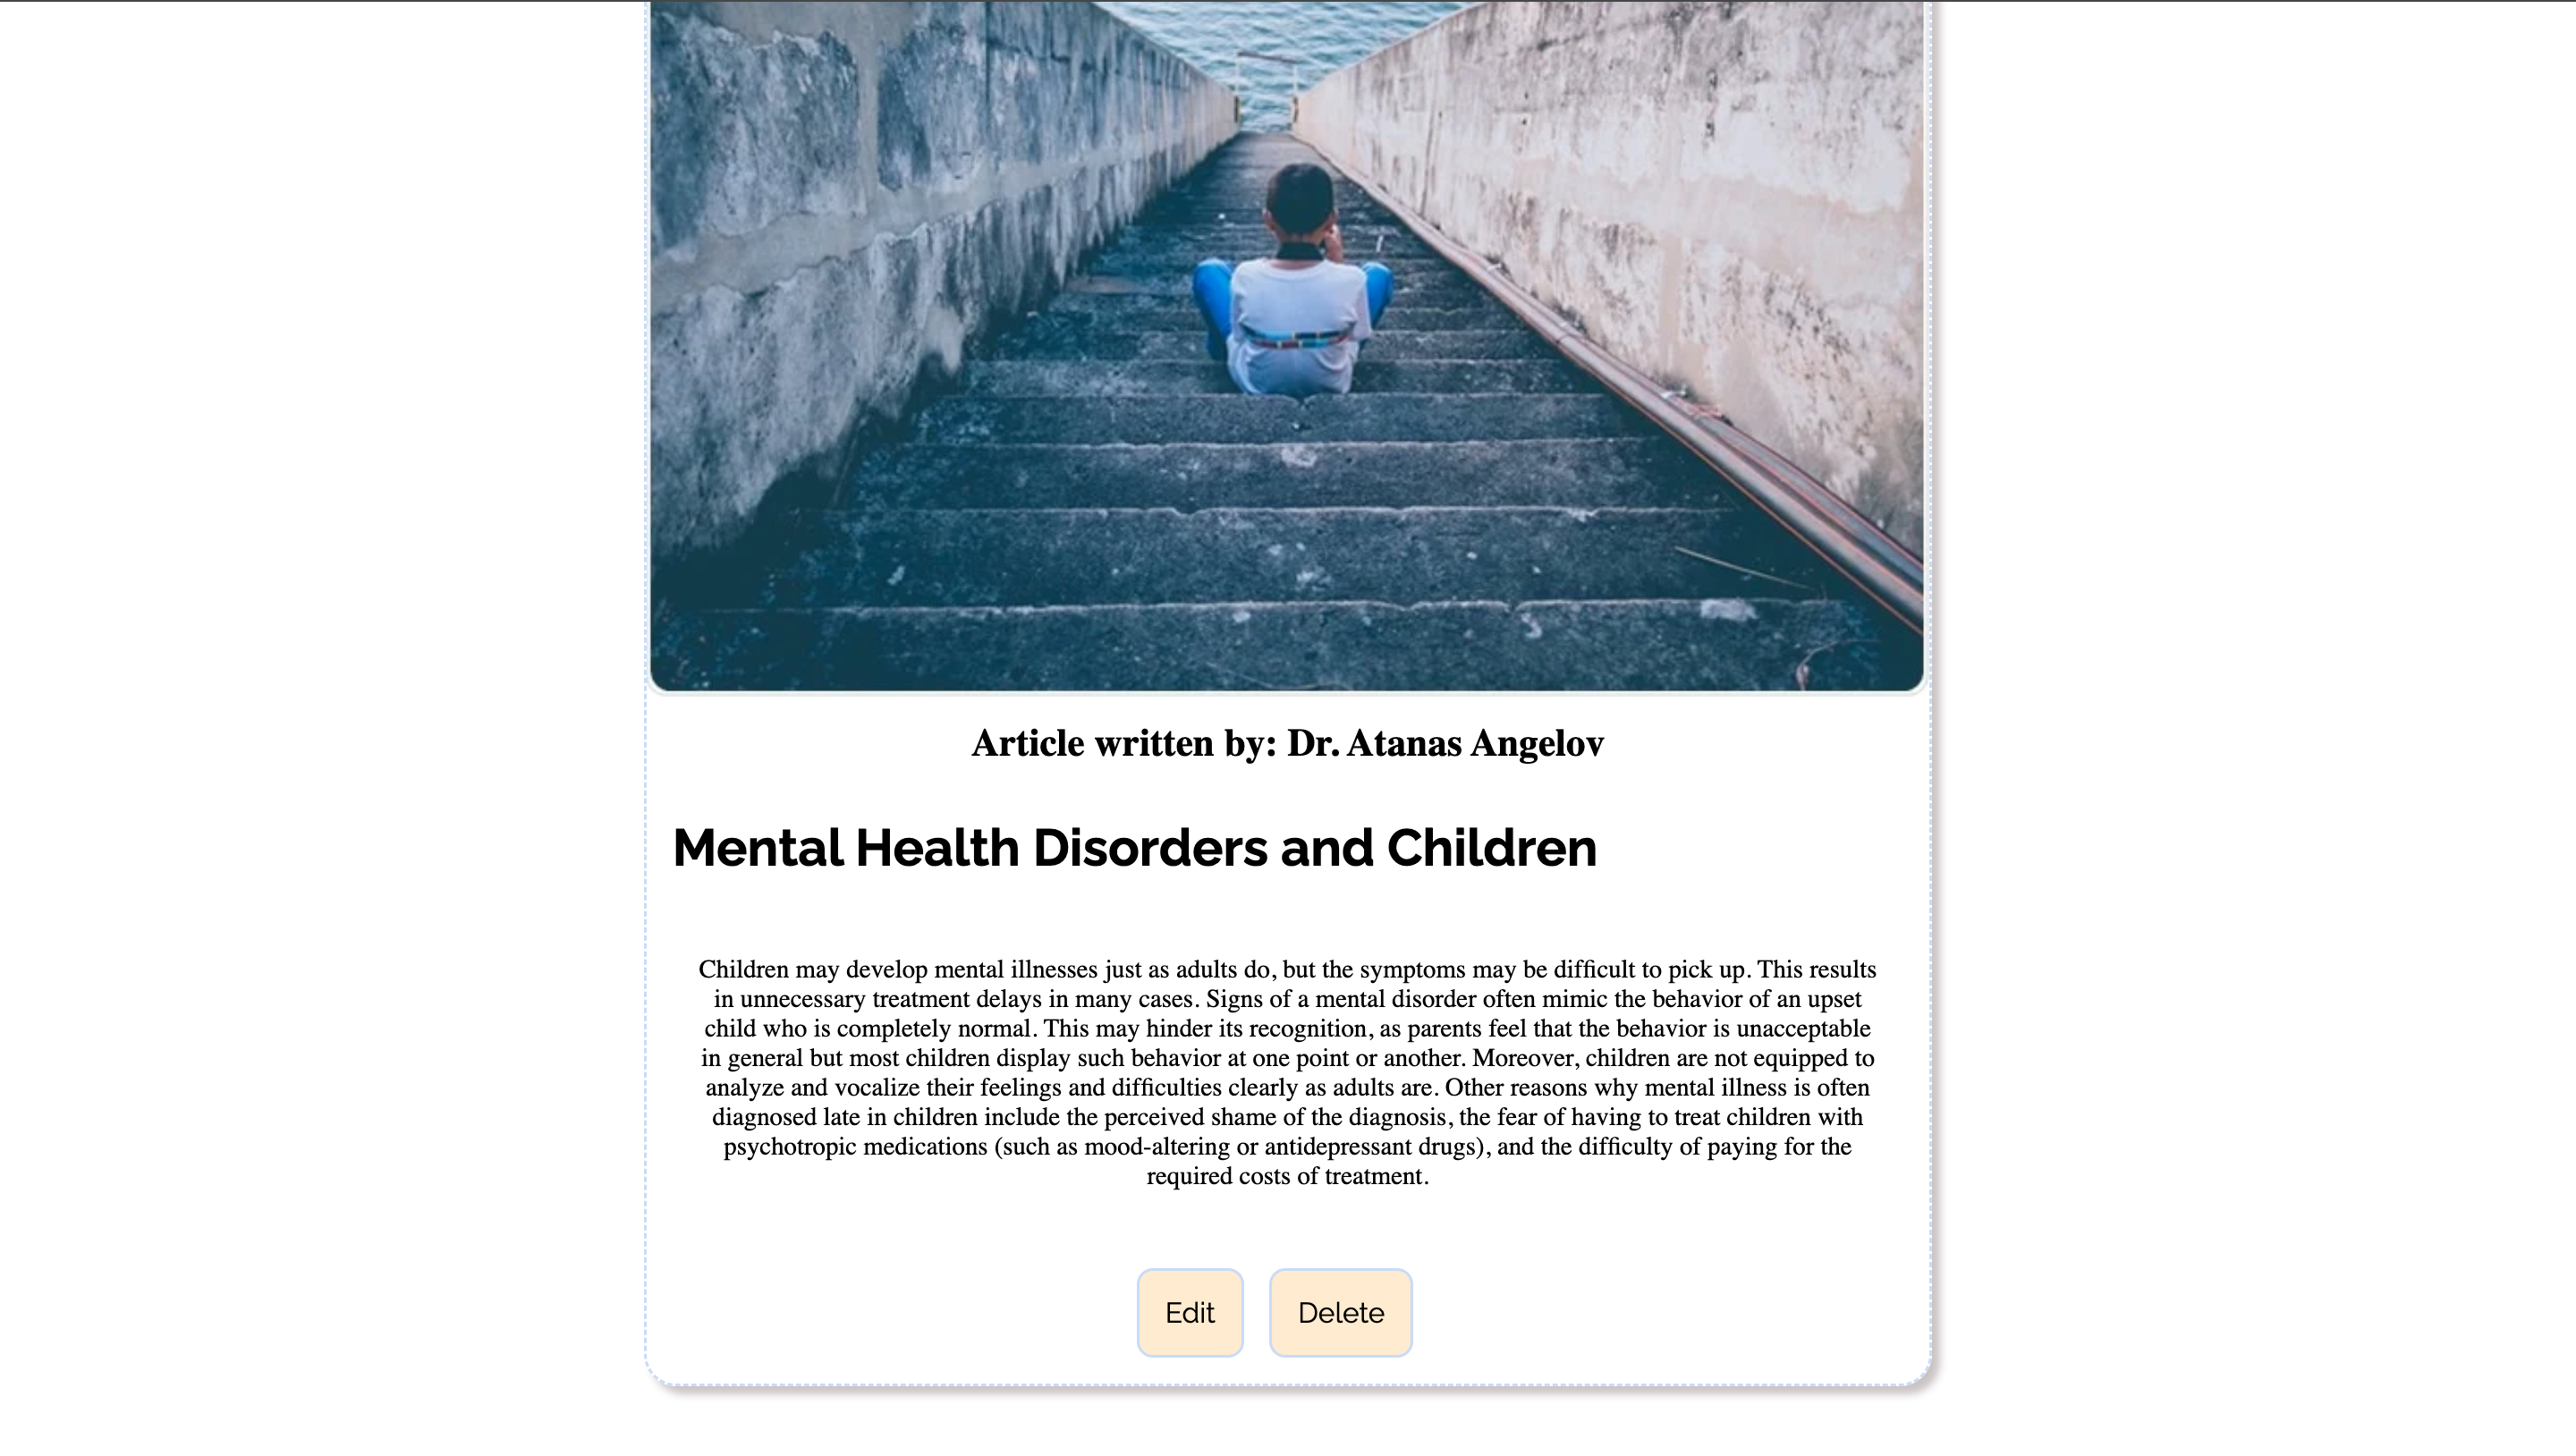 Article written by: Dr. Atanas Angelov
Mental Health Disorders and Children
Children may develop mental illnesses just as adults do, but the symptoms may be difficult to pick up. This results
in unnecessary treatment delays in many cases. Signs of a mental disorder often mimic the behavior of an upset
child who is completely normal. This may hinder its recognition, as parents feel that the behavior is unacceptable
in general but most children display such behavior at one point or another. Moreover, children are not equipped to
analyze and vocalize their feelings and difficulties clearly as adults are. Other reasons why mental illness is often
diagnosed late in children include the perceived shame of the diagnosis, the fear of having to treat children with
psychotropic medications (such as mood-altering or antidepressant drugs), and the difficulty of paying for the
required costs of treatment.
Edit
Delete